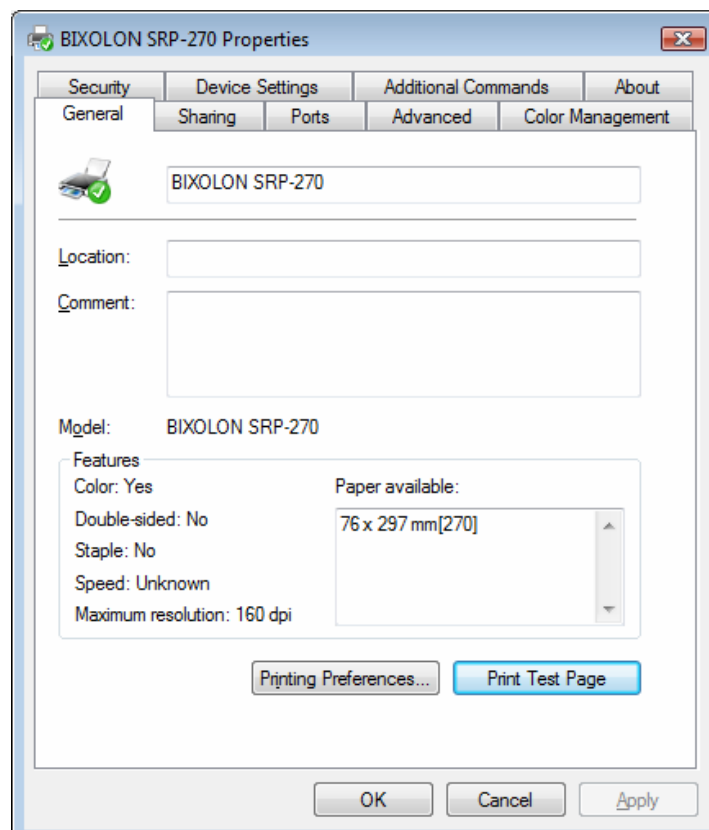 BIXOLON SRP-270 Properties
Security Device Settings Additional Commands About
General Sharing Ports Advanced Color Management
BIXOLON SRP-270
Location:
Comment:
Model: BIXOLON SRP-270
Features
Color: Yes Paper available:
Double-sided: No 76 x 297 mm[270]
Staple: No
Speed: Unknown
Maximum resolution: 160 dpi
Printing Preferences... Print Test Page
OK Cancel Apply